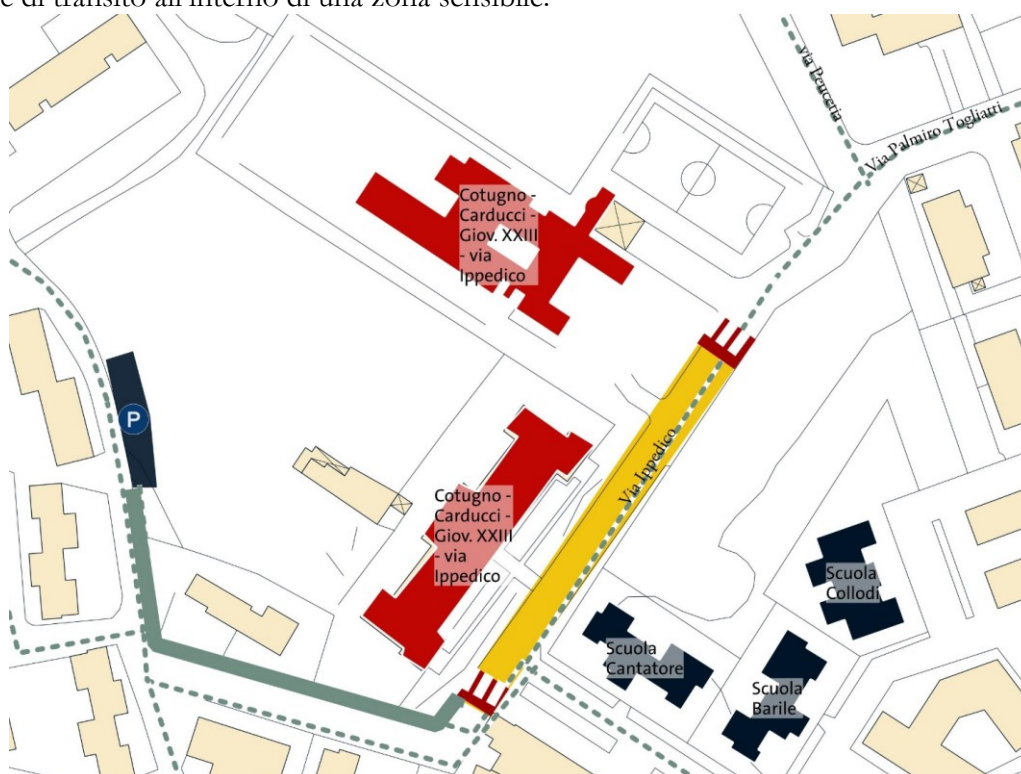 e di transito all'interno di una zona sensibile.
via Peucetia
Via Palmiro Togliatti
Cotugno -
Carducci -
Giov. XXIII
- via
Ippedico
P
Via Ippedico
Cotugno -
Carducci -
Giov. XXIII
- via
Ippedico
Scuola
Collodi
Scuola
Cantatore
Scuola
Barile